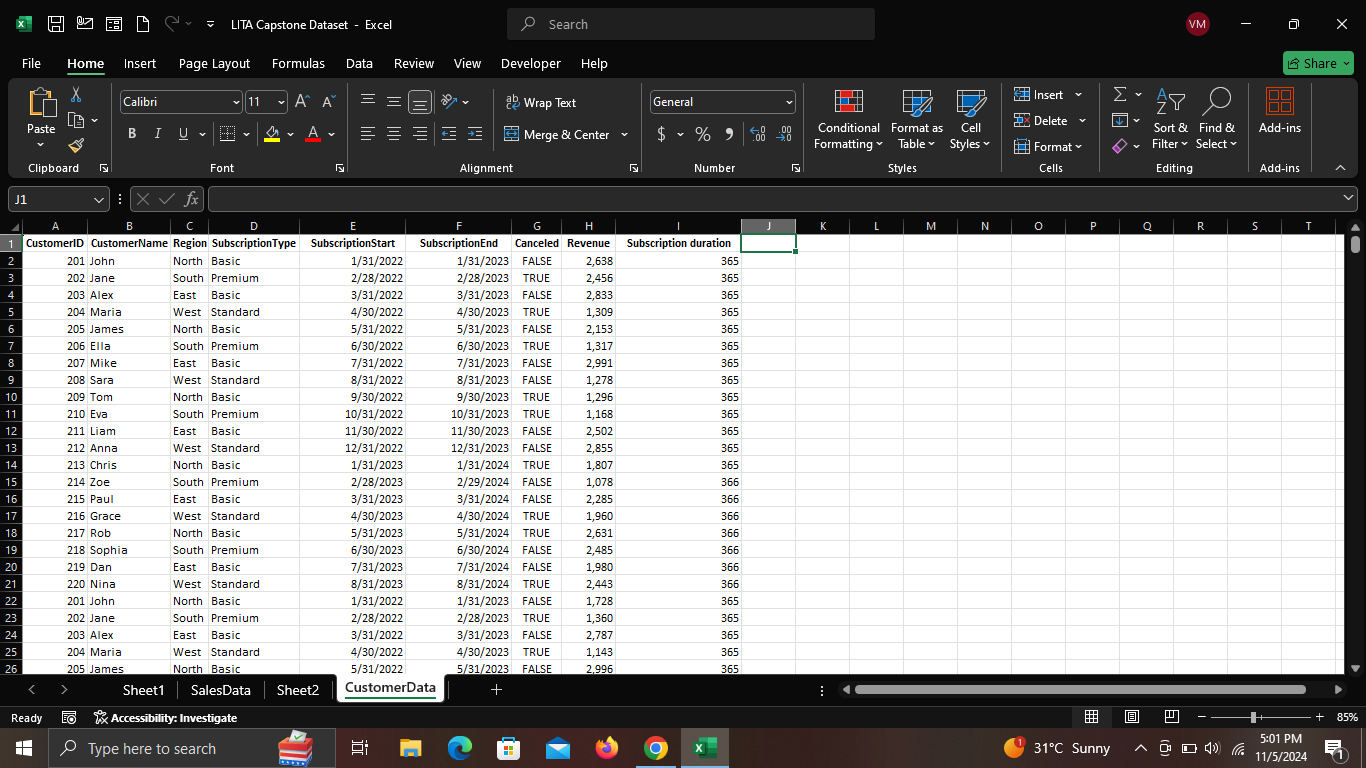 LITA Capstone Dataset - Excel
Search
VM
File Home Insert Page Layout Formulas Data Review View Developer Help
Share
Paste
Calibri 11
B I U
Wrap Text
Merge & Center
General
$ % 9
Conditional Formatting
Format as Table
Cell Styles
Insert
Delete
Format
Sort & Filter
Find & Select
Add-ins
Clipboard Font Alignment Number Styles Cells Editing Add-ins
J1
fx
A B C D E F G H I J K L M N O P Q R S T
1 CustomerID CustomerName Region SubscriptionType SubscriptionStart SubscriptionEnd Canceled Revenue Subscription duration
2 201 John North Basic 1/31/2022 1/31/2023 FALSE 2,638 365
3 202 Jane South Premium 2/28/2022 2/28/2023 TRUE 2,456 365
4 203 Alex East Basic 3/31/2022 3/31/2023 FALSE 2,833 365
5 204 Maria West Standard 4/30/2022 4/30/2023 TRUE 1,309 365
6 205 James North Basic 5/31/2022 5/31/2023 FALSE 2,153 365
7 206 Ella South Premium 6/30/2022 6/30/2023 TRUE 1,317 365
8 207 Mike East Basic 7/31/2022 7/31/2023 FALSE 2,991 365
9 208 Sara West Standard 8/31/2022 8/31/2023 FALSE 1,278 365
10 209 Tom North Basic 9/30/2022 9/30/2023 TRUE 1,296 365
11 210 Eva South Premium 10/31/2022 10/31/2023 TRUE 1,168 365
12 211 Liam East Basic 11/30/2022 11/30/2023 FALSE 2,502 365
13 212 Anna West Standard 12/31/2022 12/31/2023 FALSE 2,855 365
14 213 Chris North Basic 1/31/2023 1/31/2024 TRUE 1,807 365
15 214 Zoe South Premium 2/28/2023 2/29/2024 FALSE 1,078 366
16 215 Paul East Basic 3/31/2023 3/31/2024 FALSE 2,285 366
17 216 Grace West Standard 4/30/2023 4/30/2024 TRUE 1,960 366
18 217 Rob North Basic 5/31/2023 5/31/2024 TRUE 2,631 366
19 218 Sophia South Premium 6/30/2023 6/30/2024 FALSE 2,485 366
20 219 Dan East Basic 7/31/2023 7/31/2024 FALSE 1,980 366
21 220 Nina West Standard 8/31/2023 8/31/2024 TRUE 2,443 366
22 201 John North Basic 1/31/2022 1/31/2023 FALSE 1,728 365
23 202 Jane South Premium 2/28/2022 2/28/2023 TRUE 1,360 365
24 203 Alex East Basic 3/31/2022 3/31/2023 FALSE 2,787 365
25 204 Maria West Standard 4/30/2022 4/30/2023 TRUE 1,143 365
26 205 James North Basic 5/31/2022 5/31/2023 FALSE 2,996 365
Sheet1 SalesData Sheet2 CustomerData
Ready Accessibility: Investigate 85%
Type here to search
1 31°C Sunny
5:01 PM
11/5/2024
1